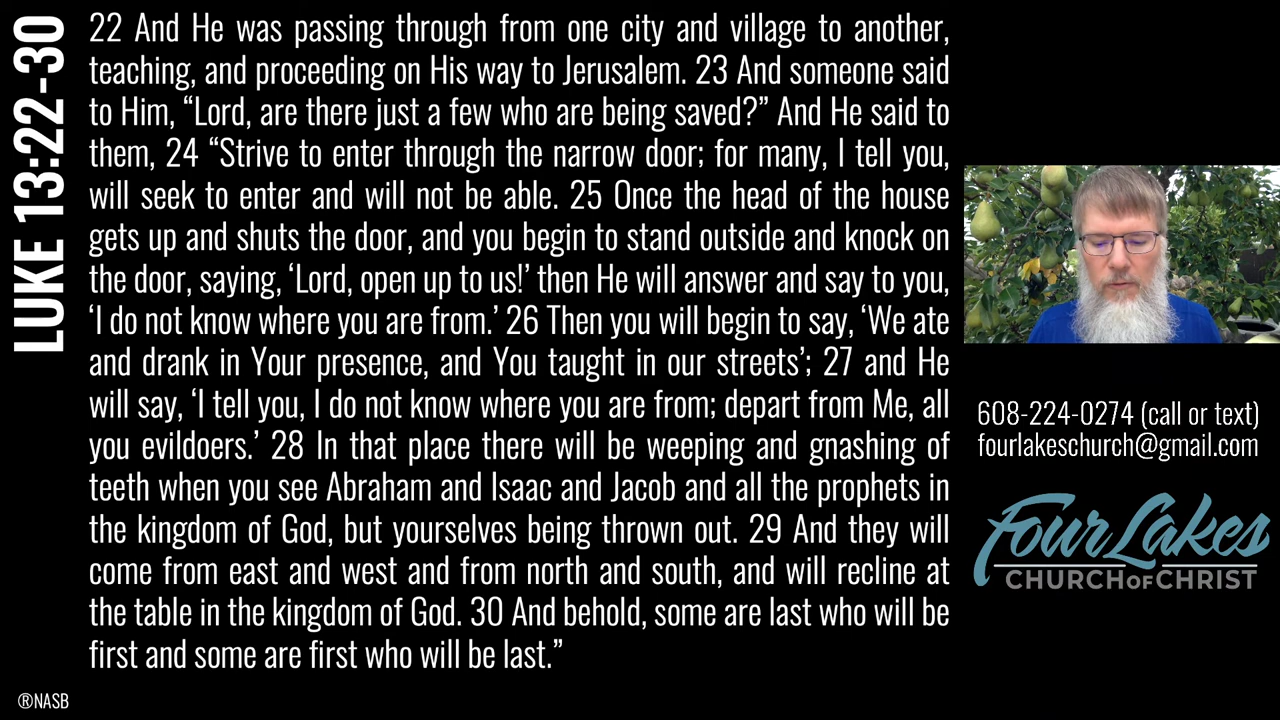 LUKE 13:22-30
22 And He was passing through from one city and village to another,
teaching, and proceeding on His way to Jerusalem. 23 And someone said
to Him, “Lord, are there just a few who are being saved?” And He said to
them, 24 “Strive to enter through the narrow door; for many, I tell you,
will seek to enter and will not be able. 25 Once the head of the house
gets up and shuts the door, and you begin to stand outside and knock on
the door, saying, ‘Lord, open up to us!’ then He will answer and say to you,
‘I do not know where you are from.’ 26 Then you will begin to say, ‘We ate
and drank in Your presence, and You taught in our streets’; 27 and He
will say, ‘I tell you, I do not know where you are from; depart from Me, all
you evildoers.’ 28 In that place there will be weeping and gnashing of
teeth when you see Abraham and Isaac and Jacob and all the prophets in
the kingdom of God, but yourselves being thrown out. 29 And they will
come from east and west and from north and south, and will recline at
the table in the kingdom of God. 30 And behold, some are last who will be
first and some are first who will be last.”
®NASB
608-224-0274 (call or text)
fourlakeschurch@gmail.com
Four Lakes
CHURCH OF CHRIST